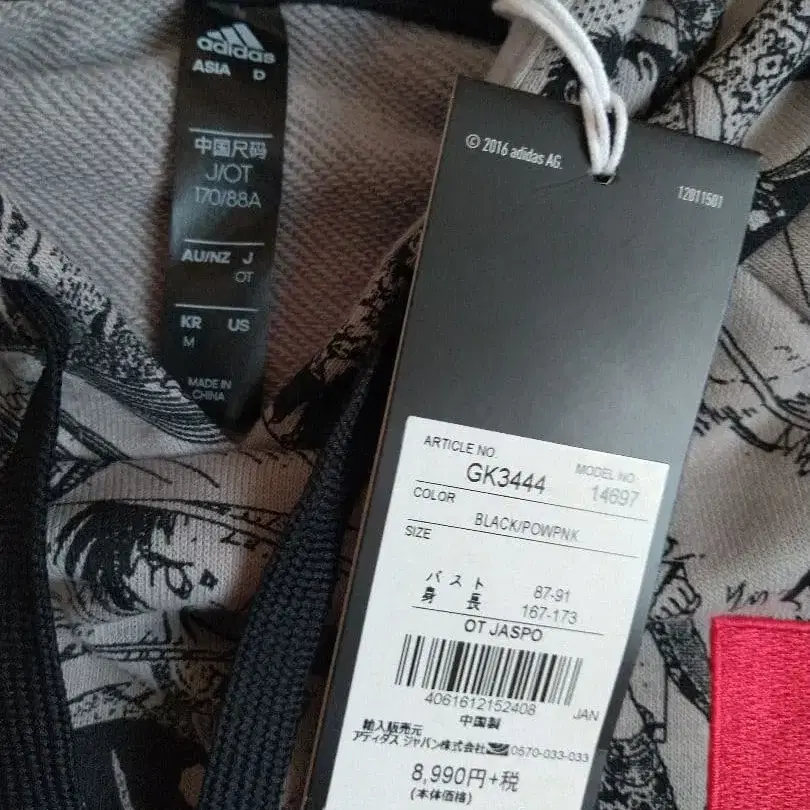 adidas
ASIA D
中国尺码
J/OT
170/88A
AU/NZ J
OT
KR US
M
MADE IN
CHINA
© 2016 adidas AG.
12011501
ARTICLE NO. MODEL NO.
GK3444 14697
COLOR
BLACK/POWPNK
SIZE
バスト 87-91
身長 167-173
OT JASPO
4061612152408 JAN
中国製
輸入販売元
アディダス ジャパン株式会社 0570-033-033
8,990円+税
(本体価格)